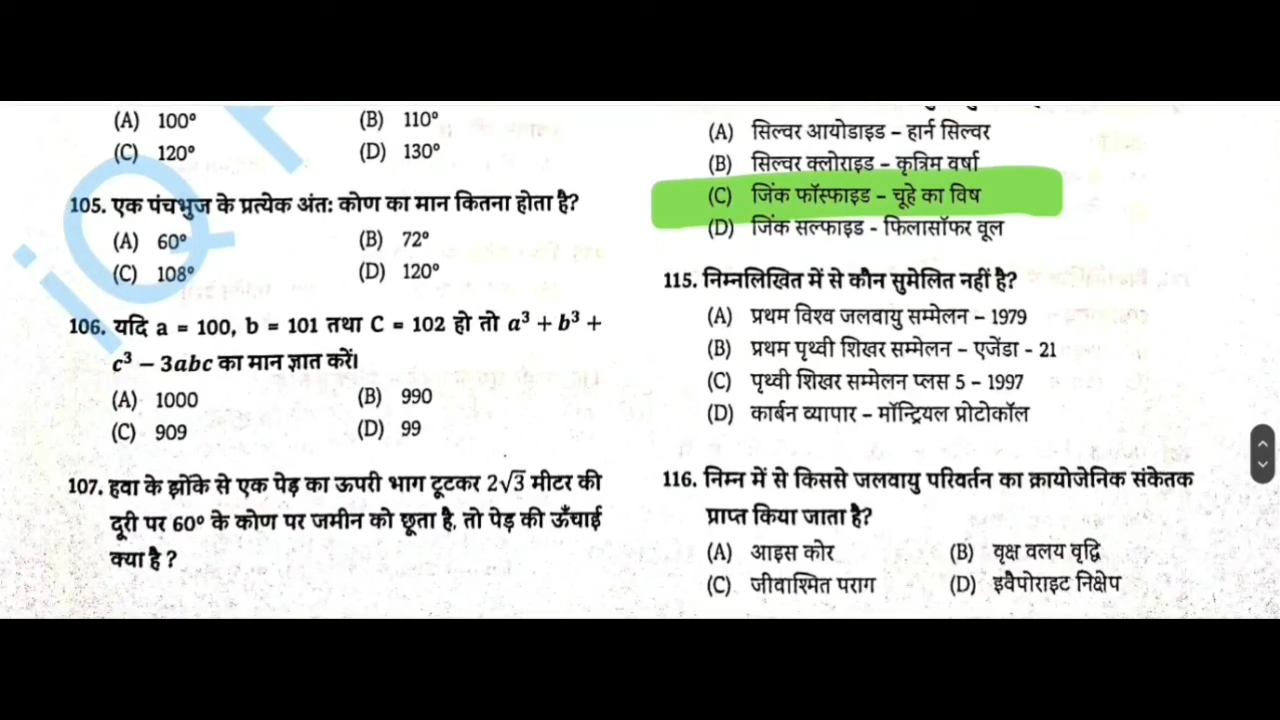 (A) 100° (B) 110°
(C) 120° (D) 130°
105. एक पंचभुज के प्रत्येक अंत: कोण का मान कितना होता है?
(A) 60° (B) 72°
(C) 108° (D) 120°
106. यदि a = 100, b = 101 तथा C = 102 हो तो a³ + b³ +
c³ − 3abc का मान ज्ञात करें।
(A) 1000 (B) 990
(C) 909 (D) 99
107. हवा के झोंके से एक पेड़ का ऊपरी भाग टूटकर 2√3 मीटर की
दूरी पर 60° के कोण पर जमीन को छूता है, तो पेड़ की ऊँचाई
क्या है ?
(A) सिल्वर आयोडाइड – हार्न सिल्वर
(B) सिल्वर क्लोराइड – कृत्रिम वर्षा
(C) जिंक फॉस्फाइड – चूहे का विष
(D) जिंक सल्फाइड - फिलासॉफर वूल
115. निम्नलिखित में से कौन सुमेलित नहीं है?
(A) प्रथम विश्व जलवायु सम्मेलन – 1979
(B) प्रथम पृथ्वी शिखर सम्मेलन – एजेंडा - 21
(C) पृथ्वी शिखर सम्मेलन प्लस 5 – 1997
(D) कार्बन व्यापार – मॉन्ट्रियल प्रोटोकॉल
116. निम्न में से किससे जलवायु परिवर्तन का क्रायोजेनिक संकेतक
प्राप्त किया जाता है?
(A) आइस कोर (B) वृक्ष वलय वृद्धि
(C) जीवाश्मित पराग (D) इवैपोराइट निक्षेप